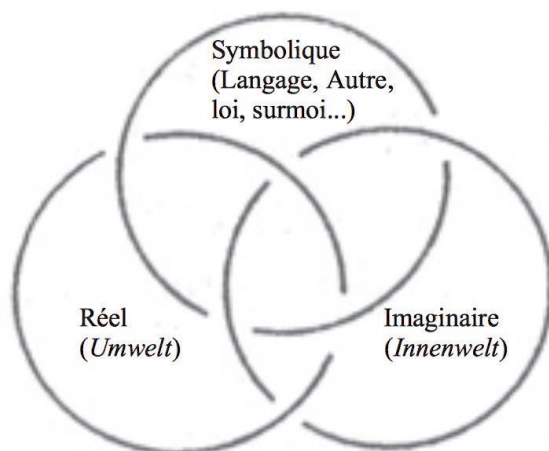 Symbolique
(Langage, Autre,
loi, surmoi...)
Réel
(Umwelt)
Imaginaire
(Innenwelt)